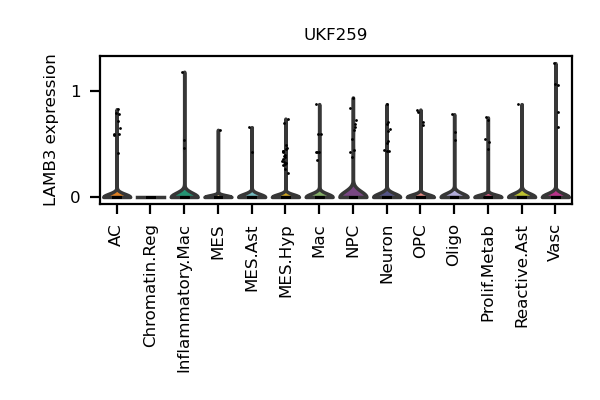 UKF259
LAMB3 expression
1
0
AC
Chromatin.Reg
Inflammatory.Mac
MES
MES.Ast
MES.Hyp
Mac
NPC
Neuron
OPC
Oligo
Prolif.Metab
Reactive.Ast
Vasc